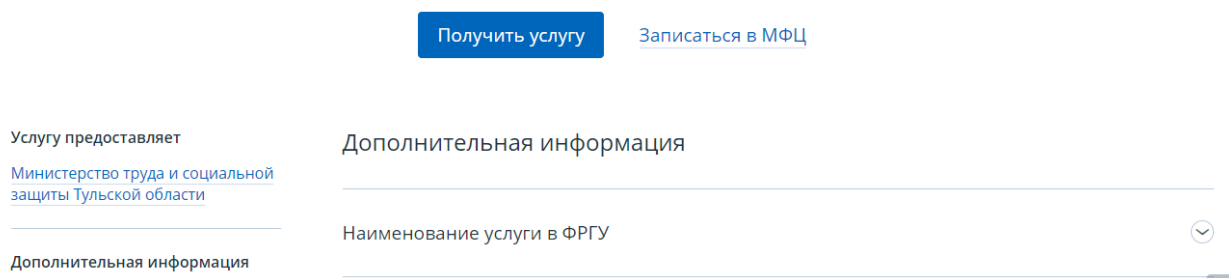 Получить услугу
Записаться в МФЦ
Услугу предоставляет
Министерство труда и социальной
защиты Тульской области
Дополнительная информация
Дополнительная информация
Наименование услуги в ФРГУ